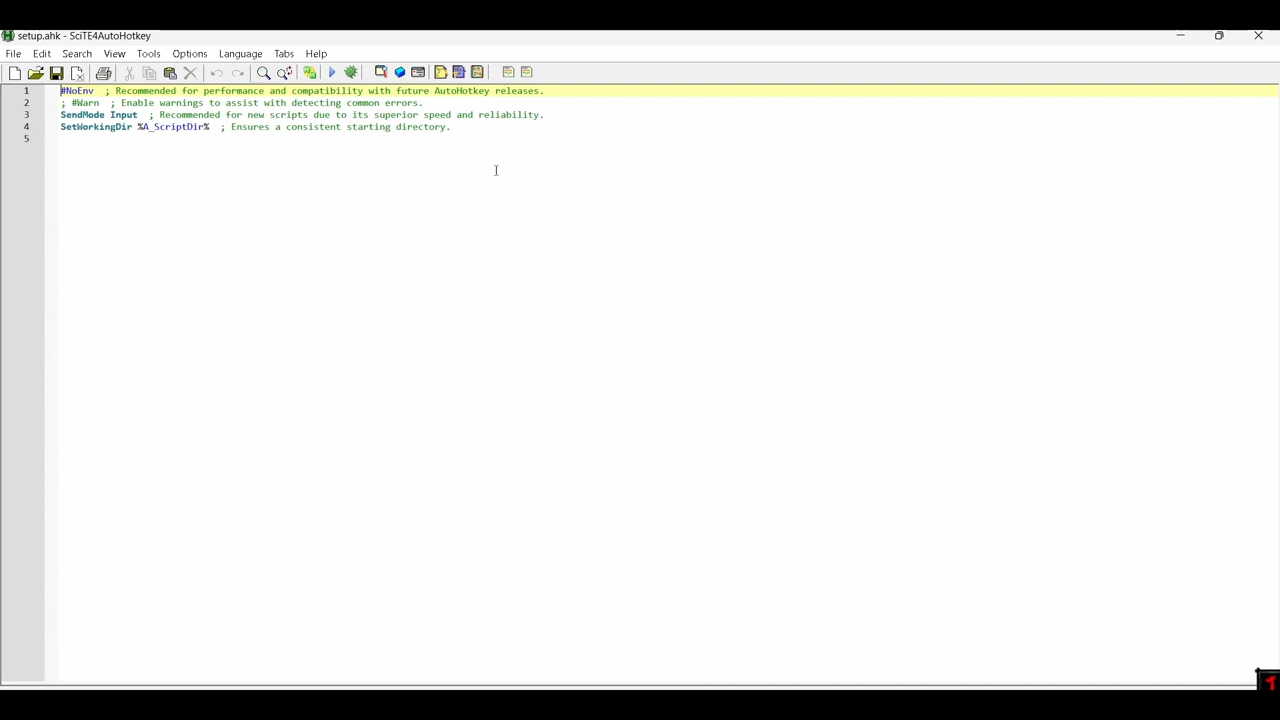 setup.ahk - SciTE4AutoHotkey
File Edit Search View Tools Options Language Tabs Help
1 #NoEnv ; Recommended for performance and compatibility with future AutoHotkey releases.
2 ; #Warn ; Enable warnings to assist with detecting common errors.
3 SendMode Input ; Recommended for new scripts due to its superior speed and reliability.
4 SetWorkingDir %A_ScriptDir% ; Ensures a consistent starting directory.
5
1